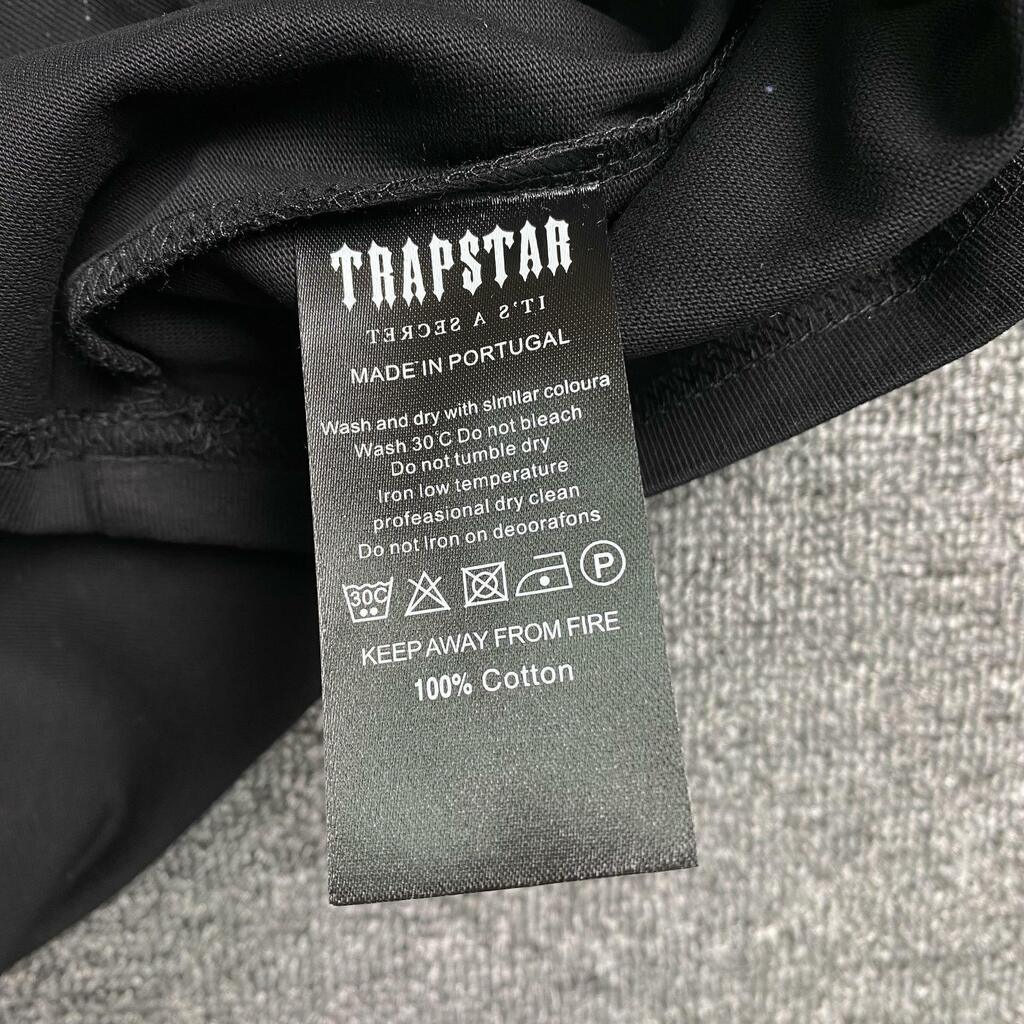 TRAPSTAR
IT'S A SECRET
MADE IN PORTUGAL
Wash and dry with simllar coloura
Wash 30°C Do not bleach
Do not tumble dry
Iron low temperature
profeasional dry clean
Do not Iron on deoorafons
30C
P
KEEP AWAY FROM FIRE
100% Cotton